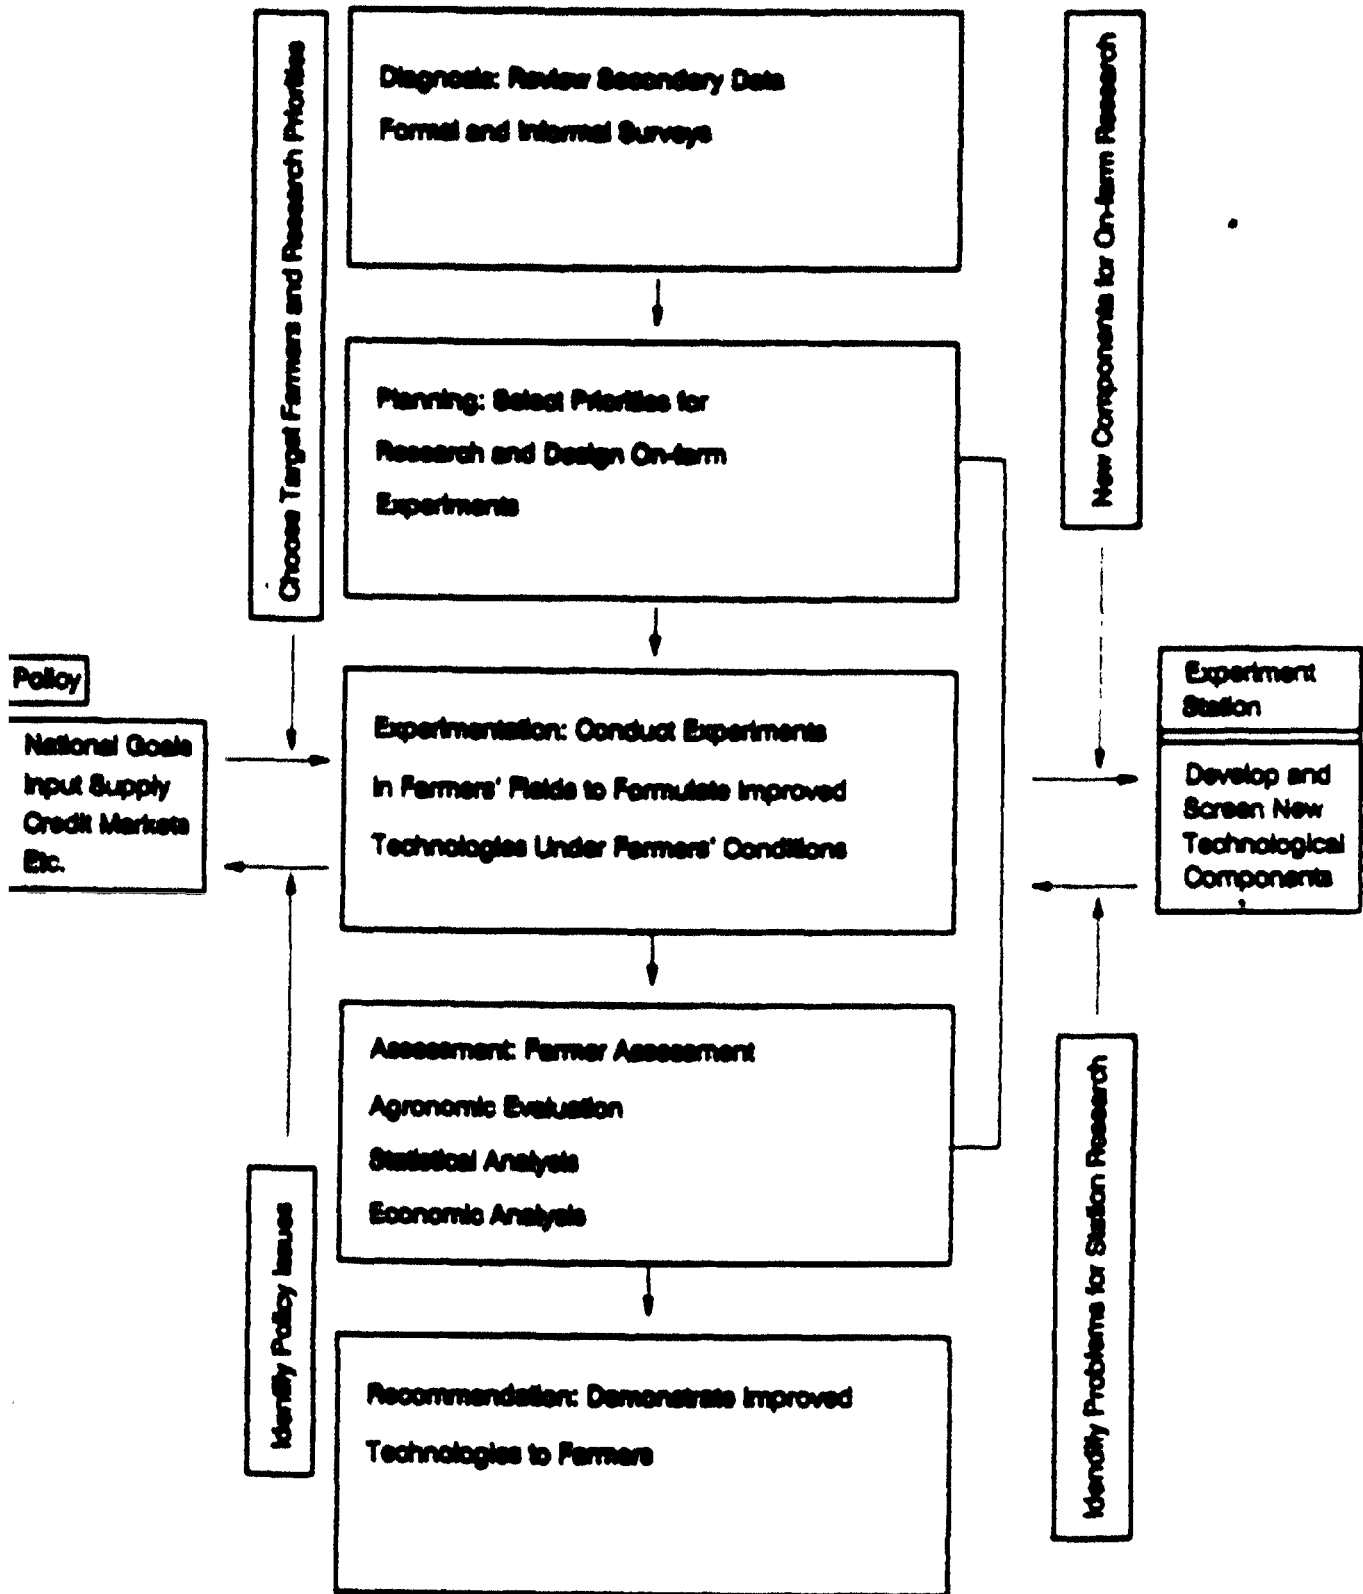 Choose Target Farmers and Research Priorities
Diagnosis: Review Secondary Data
Formal and Informal Surveys
New Components for On-farm Research
Planning: Select Priorities for
Research and Design On-farm
Experiments
Policy
National Goals
Input Supply
Credit Markets
Etc.
Experimentation: Conduct Experiments
in Farmers' Fields to Formulate Improved
Technologies Under Farmers' Conditions
Experiment
Station
Develop and
Screen New
Technological
Components
Identify Policy Issues
Assessment: Farmer Assessment
Agronomic Evaluation
Statistical Analysis
Economic Analysis
Identify Problems for Station Research
Recommendation: Demonstrate Improved
Technologies to Farmers